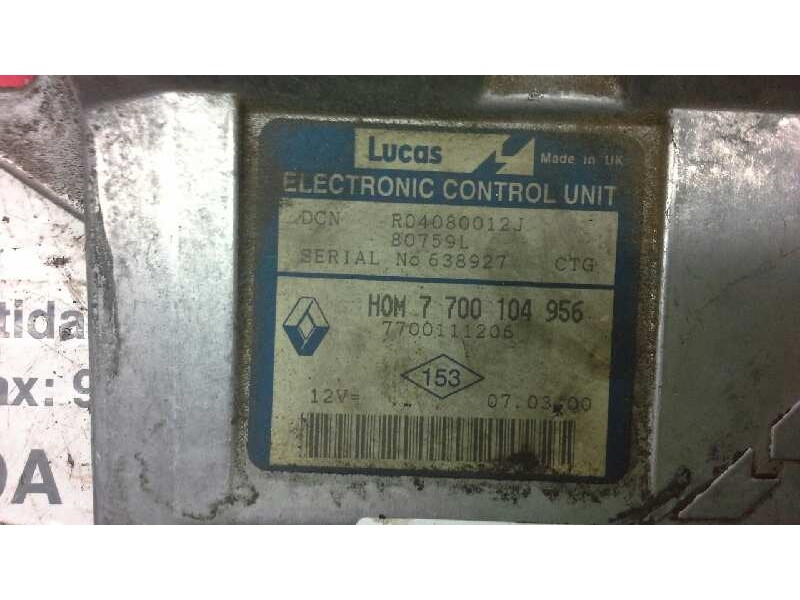 Lucas
Made in UK
ELECTRONIC CONTROL UNIT
DCN R04080012J
80759L
SERIAL No 638927 CTG
HOM 7 700 104 956
7700111206
153
12V= 07.03.00
tida
ax: 9
DA